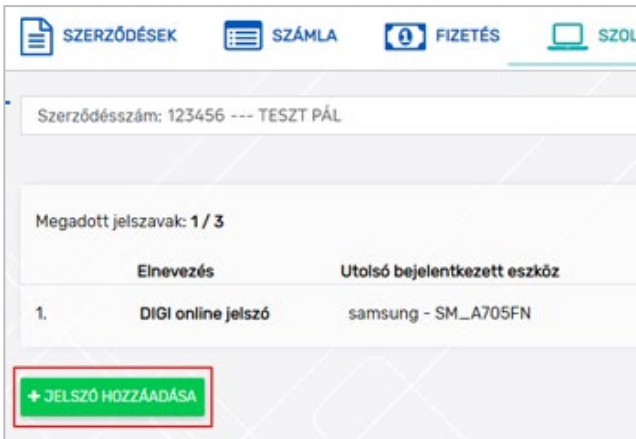 SZERZŐDÉSEK SZÁMLA FIZETÉS SZOL
Szerződésszám: 123456 --- TESZT PÁL
Megadott jelszavak: 1 / 3
Elnevezés Utolsó bejelentkezett eszköz
1. DIGI online jelszó samsung - SM_A705FN
+ JELSZÓ HOZZÁADÁSA